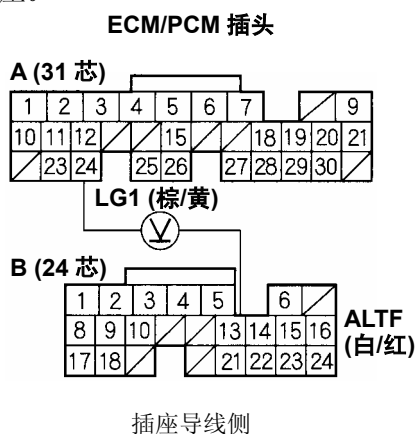 ECM/PCM 插头
A (31 芯)
1 2 3 4 5 6 7 9
10 11 12 15 18 19 20 21
23 24 25 26 27 28 29 30
LG1 (棕/黄)
V
B (24 芯)
1 2 3 4 5 6
8 9 10 13 14 15 16
17 18 21 22 23 24
ALTF
(白/红)
插座导线侧